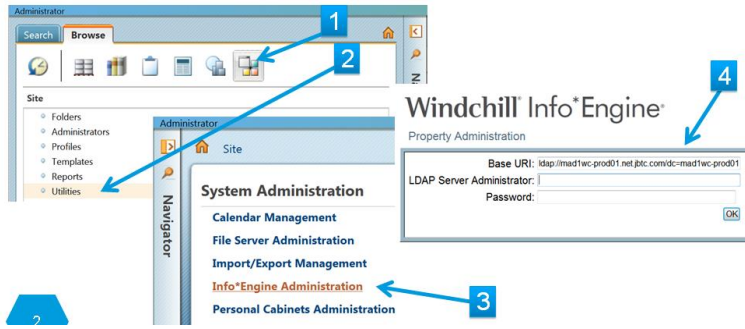 Administrator
Search Browse
1
2
Site
Folders
Administrators
Profiles
Templates
Reports
Utilities
Administrator
Site
Navigator
System Administration
Calendar Management
File Server Administration
Import/Export Management
Info*Engine Administration
Personal Cabinets Administration
3
4
Windchill® Info*Engine®
Property Administration
Base URI: ldap://mad1wc-prod01.net.jbtc.com/dc=mad1wc-prod01
LDAP Server Administrator:
Password:
OK
2